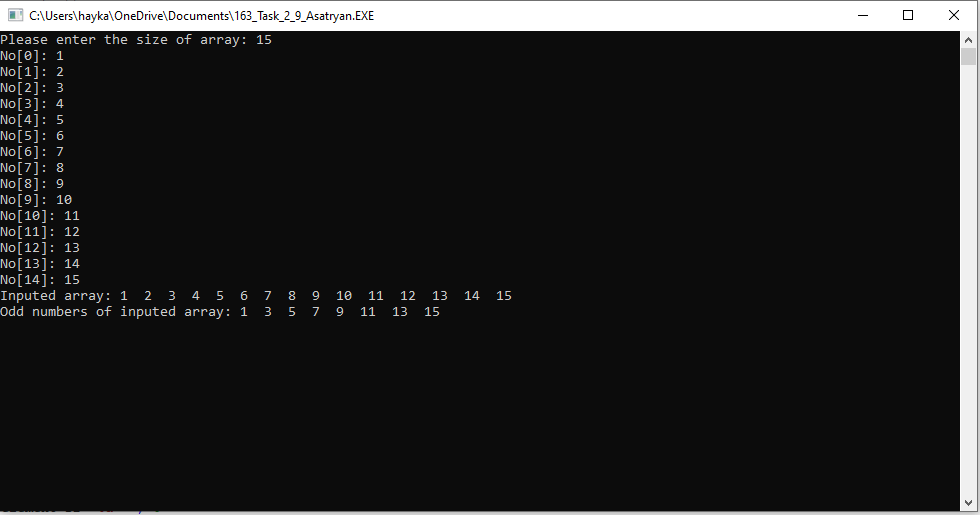 C:\Users\hayka\OneDrive\Documents\163_Task_2_9_Asatryan.EXE
Please enter the size of array: 15
No[0]: 1
No[1]: 2
No[2]: 3
No[3]: 4
No[4]: 5
No[5]: 6
No[6]: 7
No[7]: 8
No[8]: 9
No[9]: 10
No[10]: 11
No[11]: 12
No[12]: 13
No[13]: 14
No[14]: 15
Inputed array: 1  2  3  4  5  6  7  8  9  10  11  12  13  14  15
Odd numbers of inputed array: 1  3  5  7  9  11  13  15